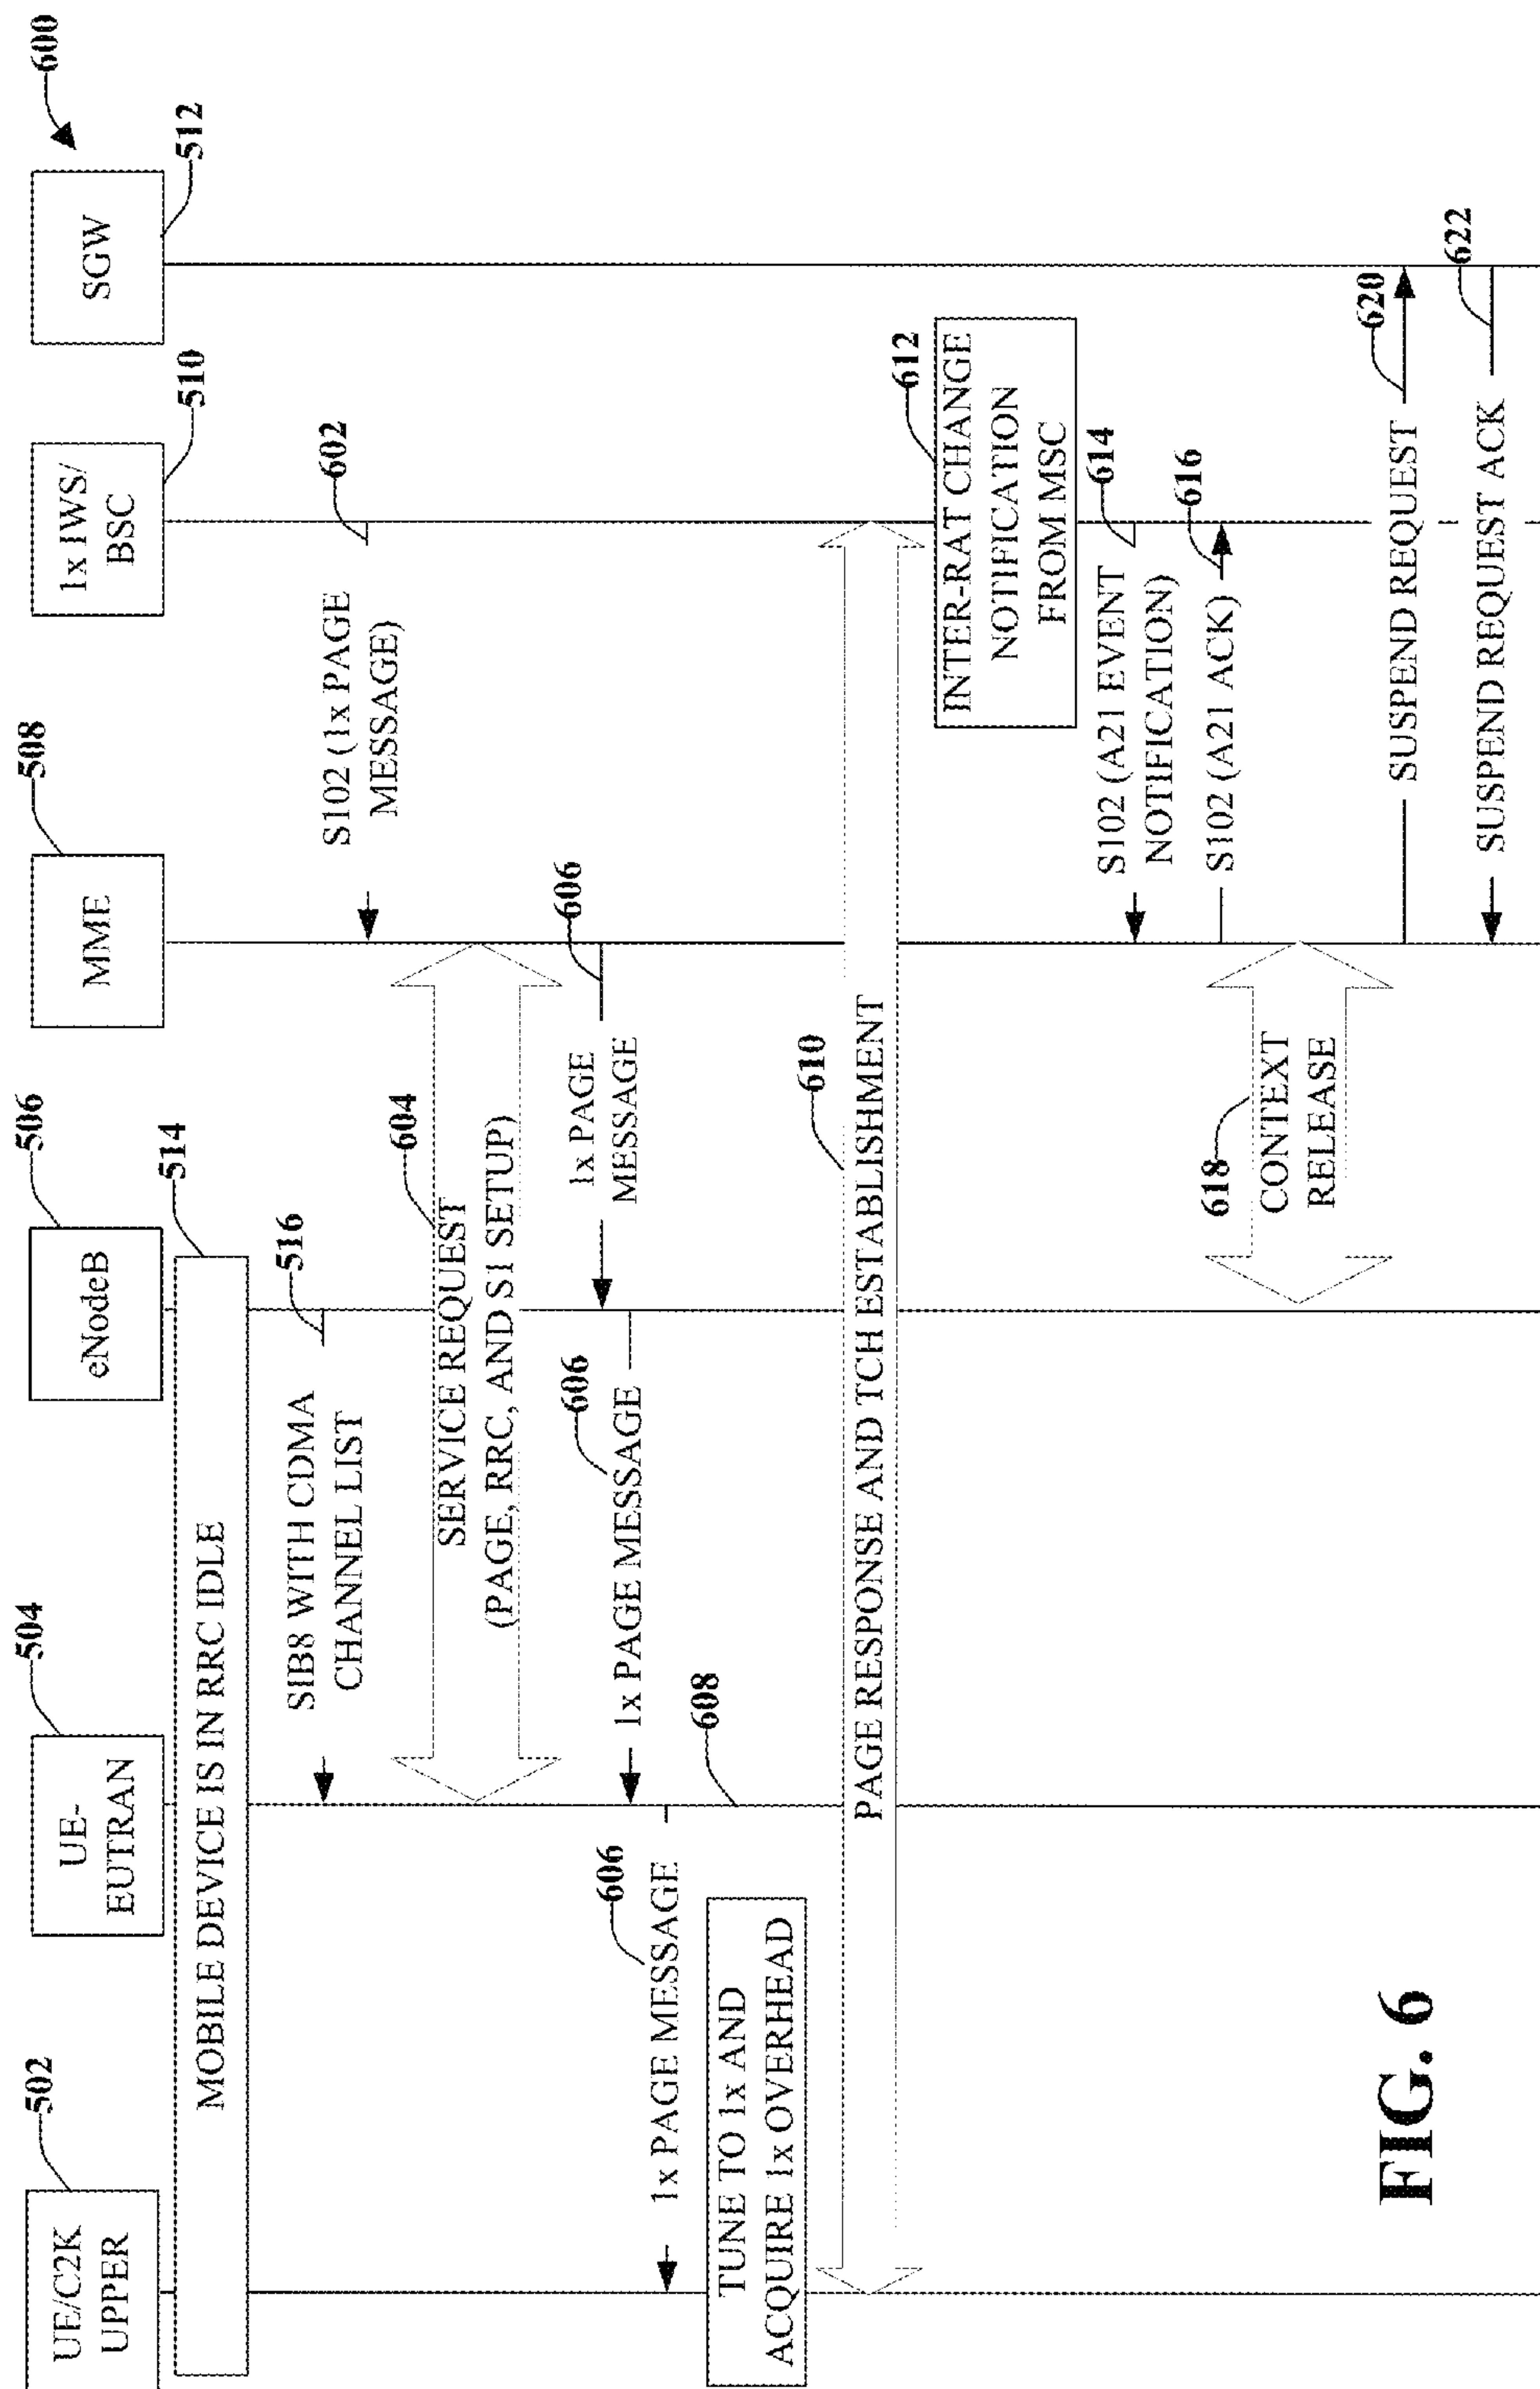 600
502
UE/C2K
UPPER
504
UE-
EUTRAN
506
eNodeB
508
MME
510
1x IWS/
BSC
512
SGW
514
MOBILE DEVICE IS IN RRC IDLE
516
SIB8 WITH CDMA
CHANNEL LIST
602
S102 (1x PAGE
MESSAGE)
604
SERVICE REQUEST
(PAGE, RRC, AND S1 SETUP)
606
1x PAGE
MESSAGE
606
1x PAGE MESSAGE
606
1x PAGE MESSAGE
608
TUNE TO 1x AND
ACQUIRE 1x OVERHEAD
610
PAGE RESPONSE AND TCH ESTABLISHMENT
612
INTER-RAT CHANGE
NOTIFICATION
FROM MSC
614
S102 (A21 EVENT
NOTIFICATION)
616
S102 (A21 ACK)
618
CONTEXT
RELEASE
620
SUSPEND REQUEST
622
SUSPEND REQUEST ACK
FIG. 6